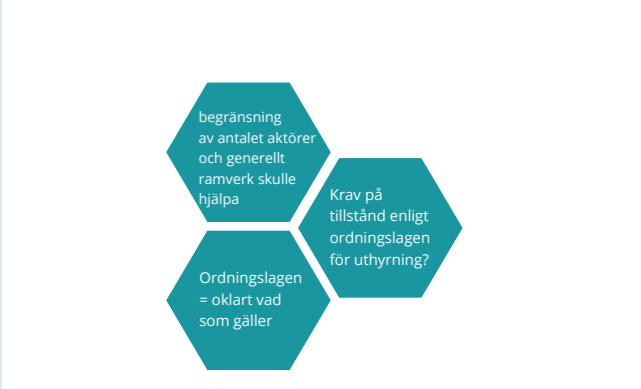 begränsning
av antalet aktörer
och generellt
ramverk skulle
hjälpa
Krav på
tillstånd enligt
ordningslagen
för uthyrning?
Ordningslagen
= oklart vad
som gäller